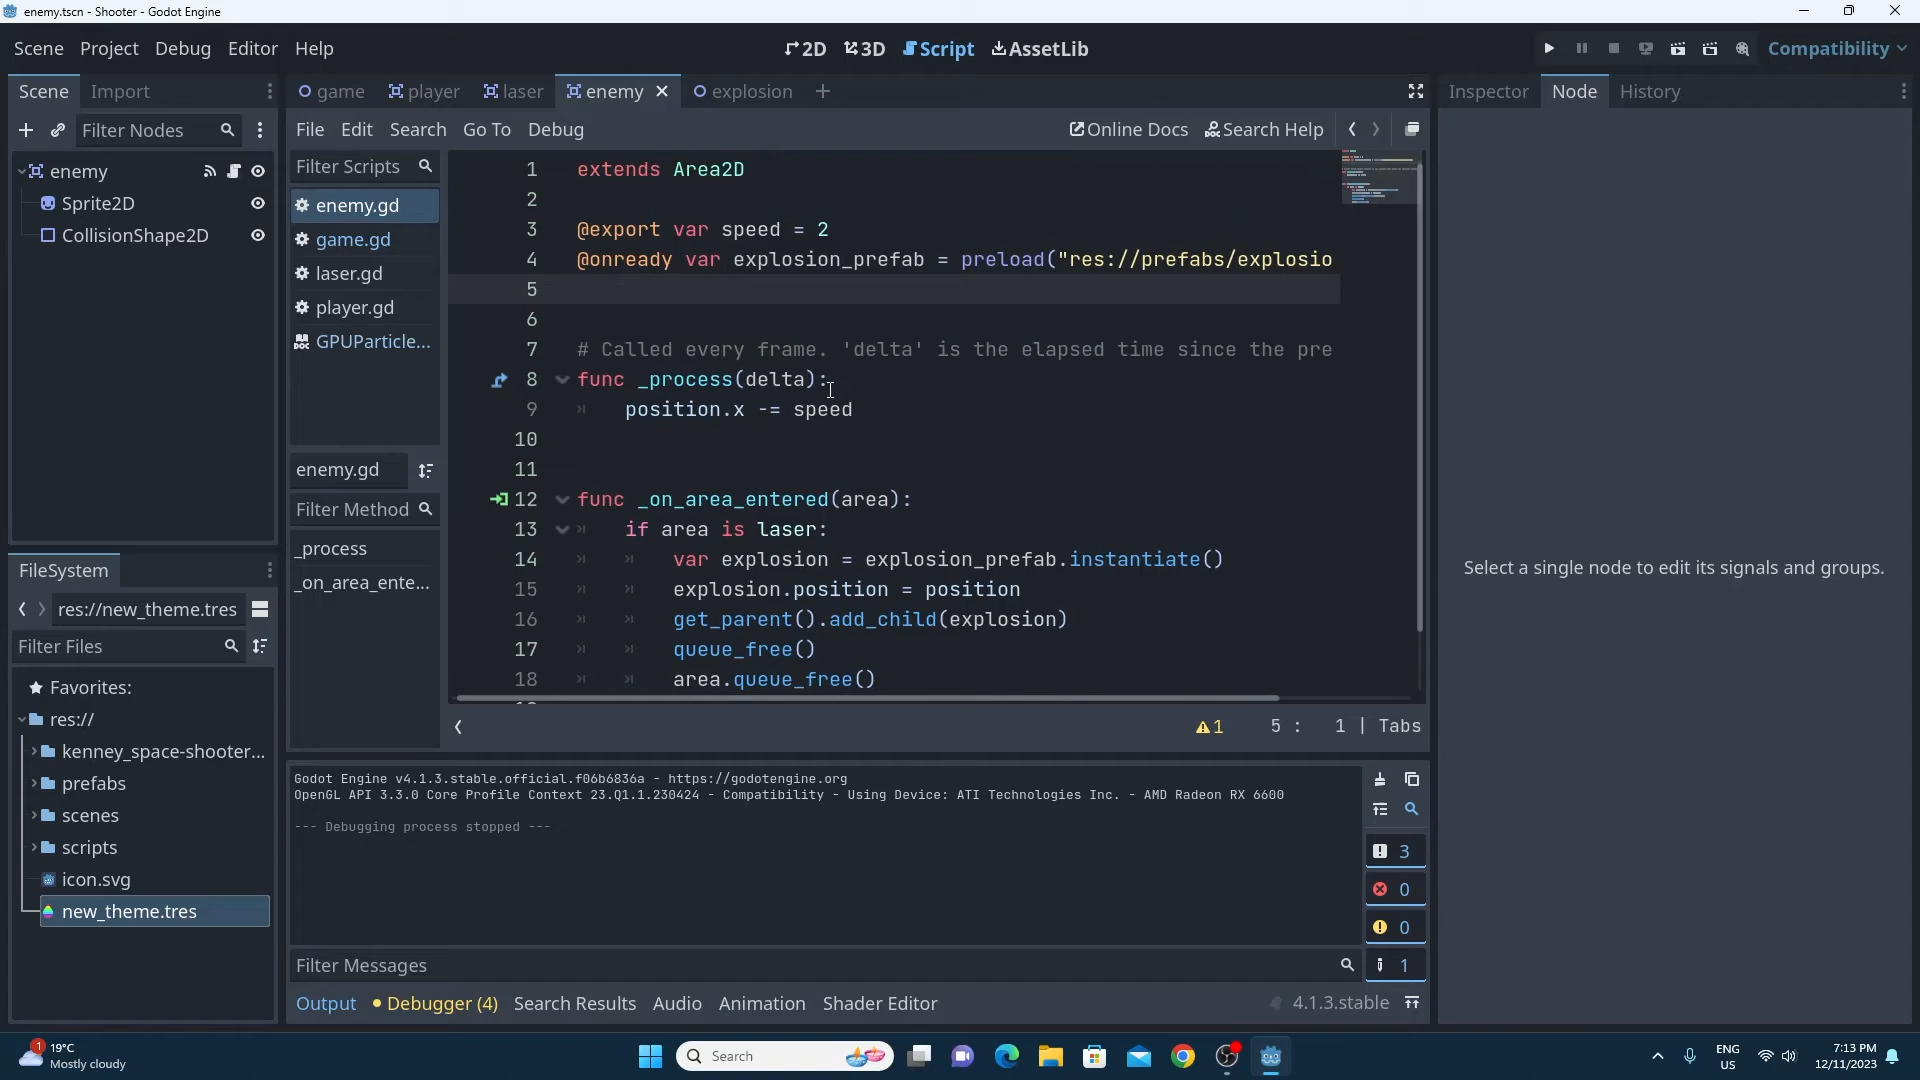 enemy.tscn - Shooter - Godot Engine
Scene Project Debug Editor Help
2D 3D Script AssetLib
Compatibility
Scene Import
game player laser enemy explosion
Inspector Node History
Filter Nodes
File Edit Search Go To Debug
Online Docs Search Help
enemy
Sprite2D
CollisionShape2D
Filter Scripts
enemy.gd
game.gd
laser.gd
player.gd
GPUParticle...
enemy.gd
Filter Method
_process
_on_area_ente...
1 extends Area2D
2
3 @export var speed = 2
4 @onready var explosion_prefab = preload("res://prefabs/explosio
5
6
7 # Called every frame. 'delta' is the elapsed time since the pre
8 func _process(delta):
9 position.x -= speed
10
11
12 func _on_area_entered(area):
13 if area is laser:
14 var explosion = explosion_prefab.instantiate()
15 explosion.position = position
16 get_parent().add_child(explosion)
17 queue_free()
18 area.queue_free()
1 5 : 1 | Tabs
Select a single node to edit its signals and groups.
FileSystem
res://new_theme.tres
Filter Files
Favorites:
res://
kenney_space-shooter...
prefabs
scenes
scripts
icon.svg
new_theme.tres
Godot Engine v4.1.3.stable.official.f06b6836a - https://godotengine.org
OpenGL API 3.3.0 Core Profile Context 23.Q1.1.230424 - Compatibility - Using Device: ATI Technologies Inc. - AMD Radeon RX 6600
--- Debugging process stopped ---
3
0
0
1
Filter Messages
Output Debugger (4) Search Results Audio Animation Shader Editor
4.1.3.stable
1
19°C
Mostly cloudy
Search
ENG
US
7:13 PM
12/11/2023